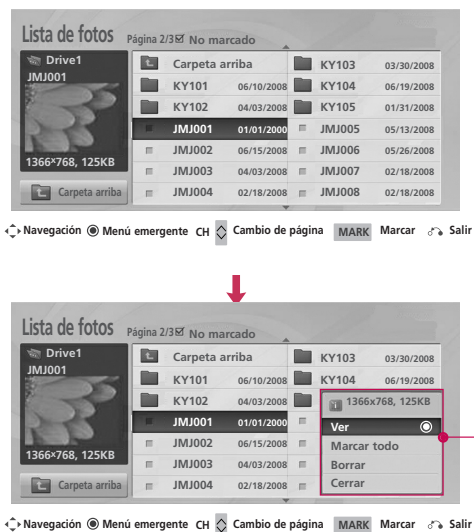 Lista de fotos Página 2/3 No marcado
Drive1
JMJ001
1366×768, 125KB
Carpeta arriba
Carpeta arriba
KY101 06/10/2008
KY102 04/03/2008
JMJ001 01/01/2000
JMJ002 06/15/2008
JMJ003 04/03/2008
JMJ004 02/18/2008
KY103 03/30/2008
KY104 06/19/2008
KY105 01/31/2008
JMJ005 05/13/2008
JMJ006 05/26/2008
JMJ007 02/18/2008
JMJ008 02/18/2008
Navegación Menú emergente CH Cambio de página MARK Marcar Salir
Lista de fotos Página 2/3 No marcado
Drive1
JMJ001
1366×768, 125KB
Carpeta arriba
Carpeta arriba
KY101 06/10/2008
KY102 04/03/2008
JMJ001 01/01/2000
JMJ002 06/15/2008
JMJ003 04/03/2008
JMJ004 02/18/2008
KY103 03/30/2008
KY104 06/19/2008
1366x768, 125KB
Ver
Marcar todo
Borrar
Cerrar
Navegación Menú emergente CH Cambio de página MARK Marcar Salir